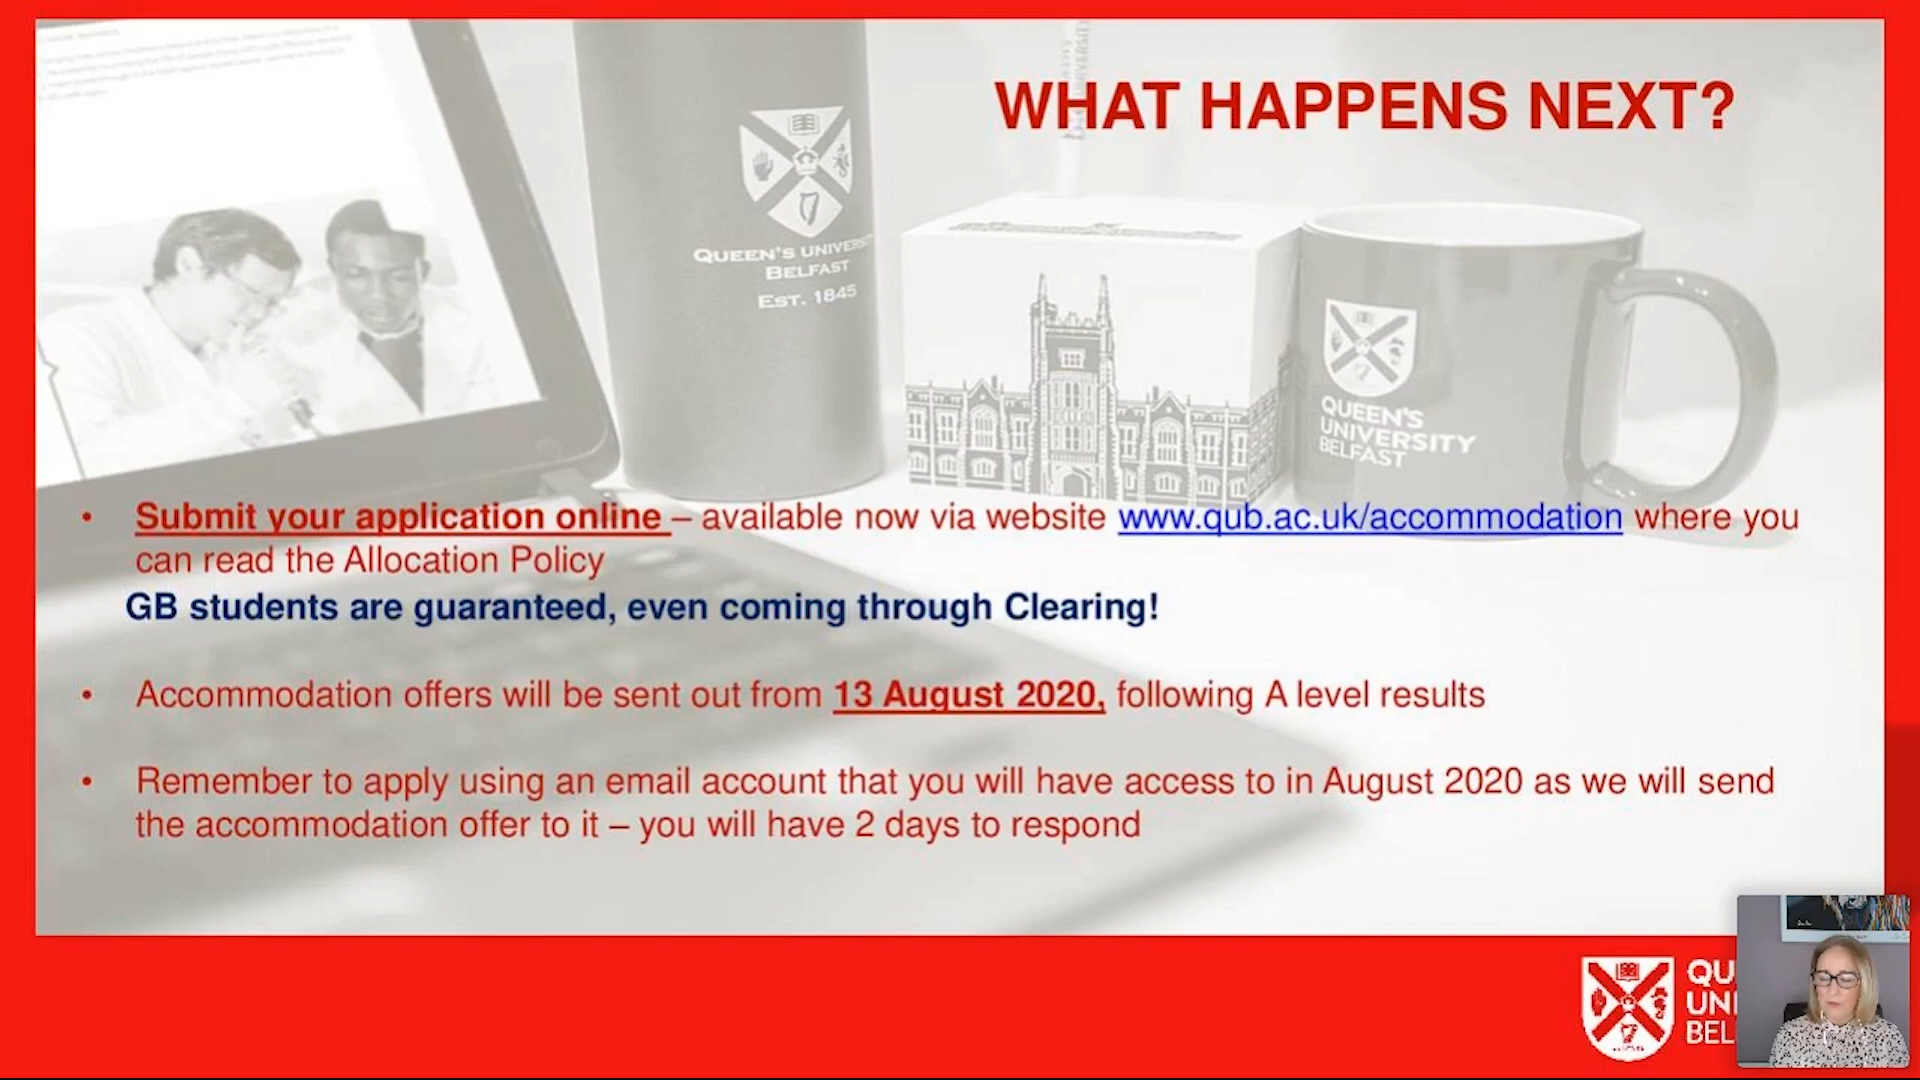 WHAT HAPPENS NEXT?
QUEEN'S UNIVERS
BELFAST
EST. 1845
QUEEN'S
UNIVERSITY
BELFAST
• Submit your application online – available now via website www.qub.ac.uk/accommodation where you
can read the Allocation Policy
GB students are guaranteed, even coming through Clearing!
• Accommodation offers will be sent out from 13 August 2020, following A level results
• Remember to apply using an email account that you will have access to in August 2020 as we will send
the accommodation offer to it – you will have 2 days to respond
QU
UNI
BEL